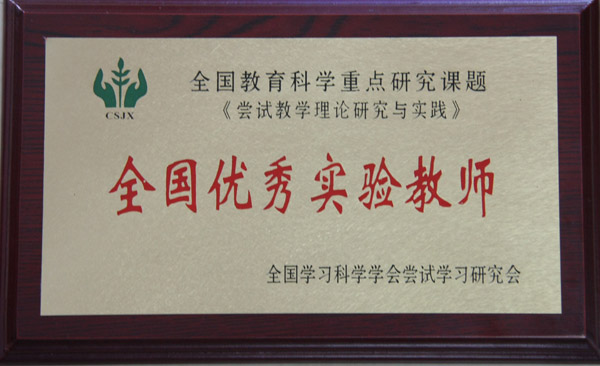 全国教育科学重点研究课题
CSJX
《尝试教学理论研究与实践》
全国优秀实验教师
全国学习科学学会尝试学习研究会